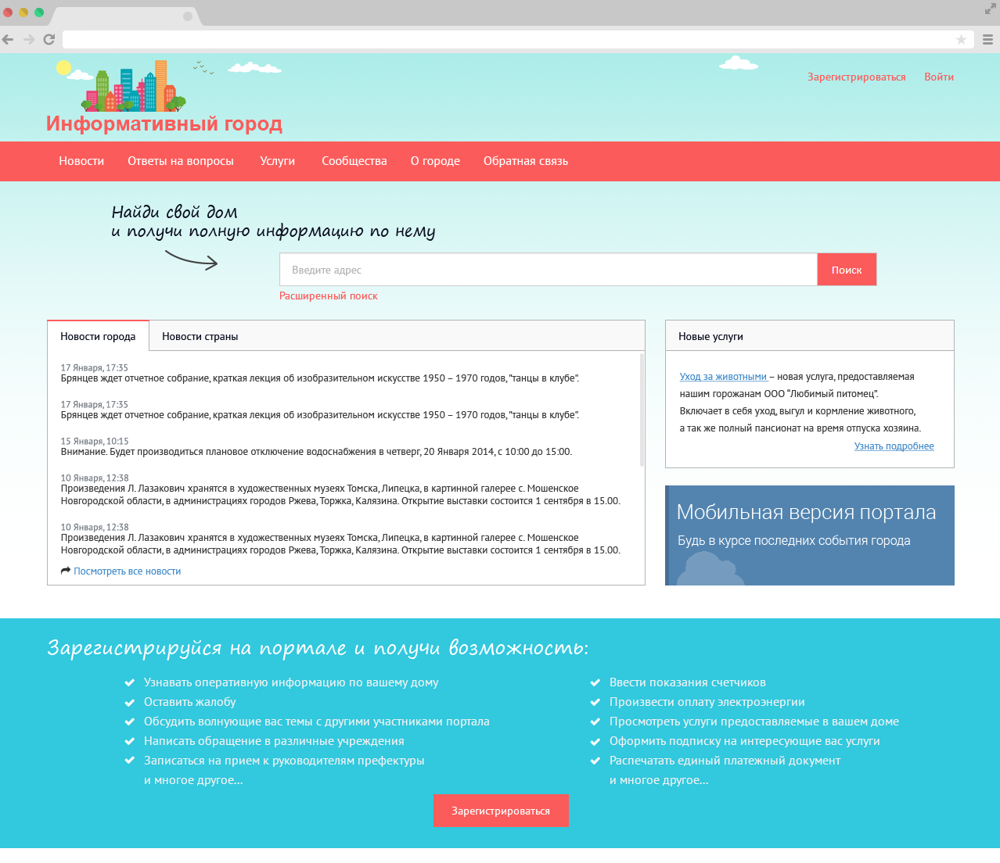 Зарегистрироваться Войти
Информативный город
Новости Ответы на вопросы Услуги Сообщества О городе Обратная связь
Найди свой дом
и получи полную информацию по нему
Введите адрес Поиск
Расширенный поиск
Новости города Новости страны
17 Января, 17:35
Брянцев ждет отчетное собрание, краткая лекция об изобразительном искусстве 1950 – 1970 годов, "танцы в клубе".
17 Января, 17:35
Брянцев ждет отчетное собрание, краткая лекция об изобразительном искусстве 1950 – 1970 годов, "танцы в клубе".
15 Января, 10:15
Внимание. Будет производиться плановое отключение водоснабжения в четверг, 20 Января 2014, с 10:00 до 15:00.
10 Января, 12:38
Произведения Л. Лазакович хранятся в художественных музеях Томска, Липецка, в картинной галерее с. Мошенское
Новгородской области, в администрациях городов Ржева, Торжка, Калязина. Открытие выставки состоится 1 сентября в 15.00.
10 Января, 12:38
Произведения Л. Лазакович хранятся в художественных музеях Томска, Липецка, в картинной галерее с. Мошенское
Новгородской области, в администрациях городов Ржева, Торжка, Калязина. Открытие выставки состоится 1 сентября в 15.00.
Посмотреть все новости
Новые услуги
Уход за животными – новая услуга, предоставляемая
нашим горожанам ООО “Любимый питомец”.
Включает в себя уход, выгул и кормление животного,
а так же полный пансионат на время отпуска хозяина.
Узнать подробнее
Мобильная версия портала
Будь в курсе последних события города
Зарегистрируйся на портале и получи возможность:
Узнавать оперативную информацию по вашему дому
Оставить жалобу
Обсудить волнующие вас темы с другими участниками портала
Написать обращение в различные учреждения
Записаться на прием к руководителям префектуры
и многое другое...
Ввести показания счетчиков
Произвести оплату электроэнергии
Просмотреть услуги предоставляемые в вашем доме
Оформить подписку на интересующие вас услуги
Распечатать единый платежный документ
и многое другое...
Зарегистрироваться